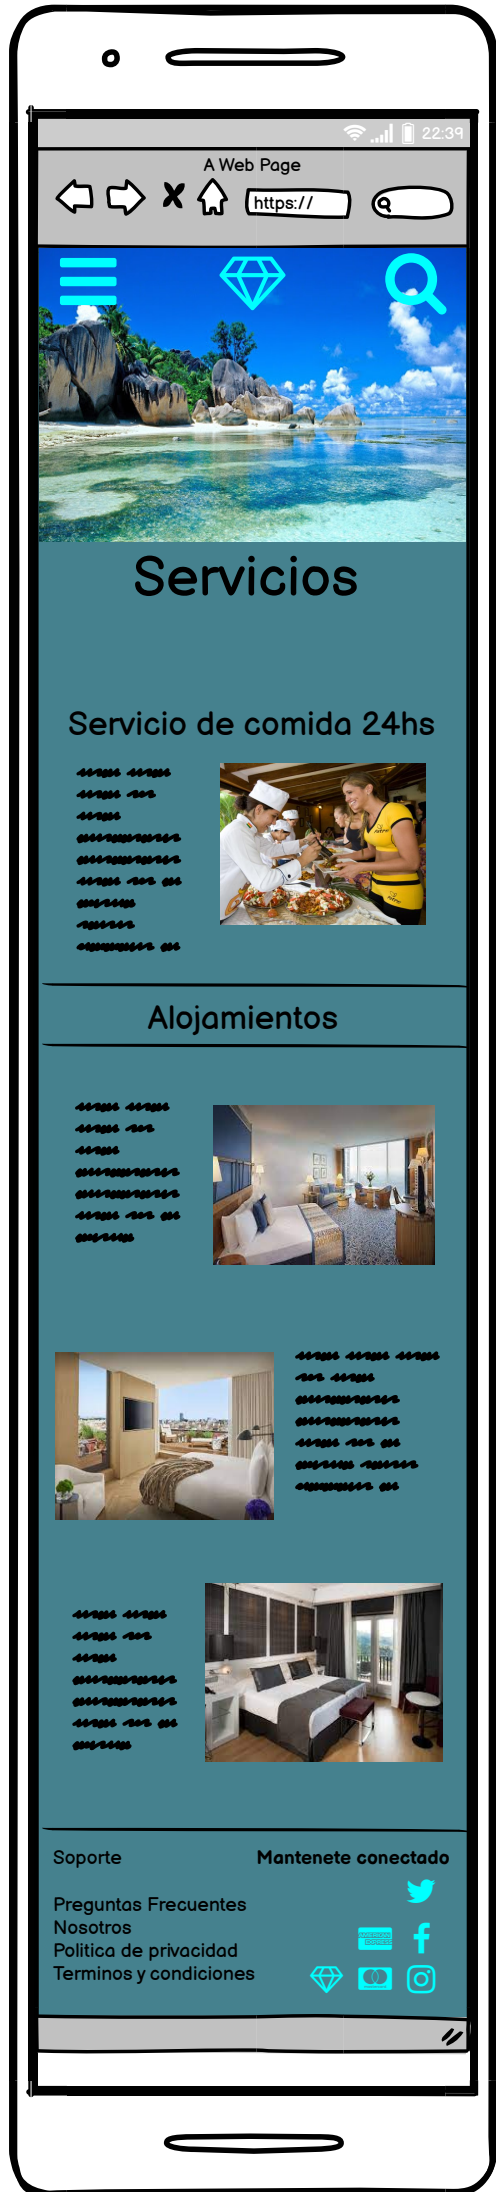 22:39
A Web Page
https://
Servicios
Servicio de comida 24hs
Alojamientos
Soporte
Mantenete conectado
Preguntas Frecuentes
Nosotros
Politica de privacidad
Terminos y condiciones